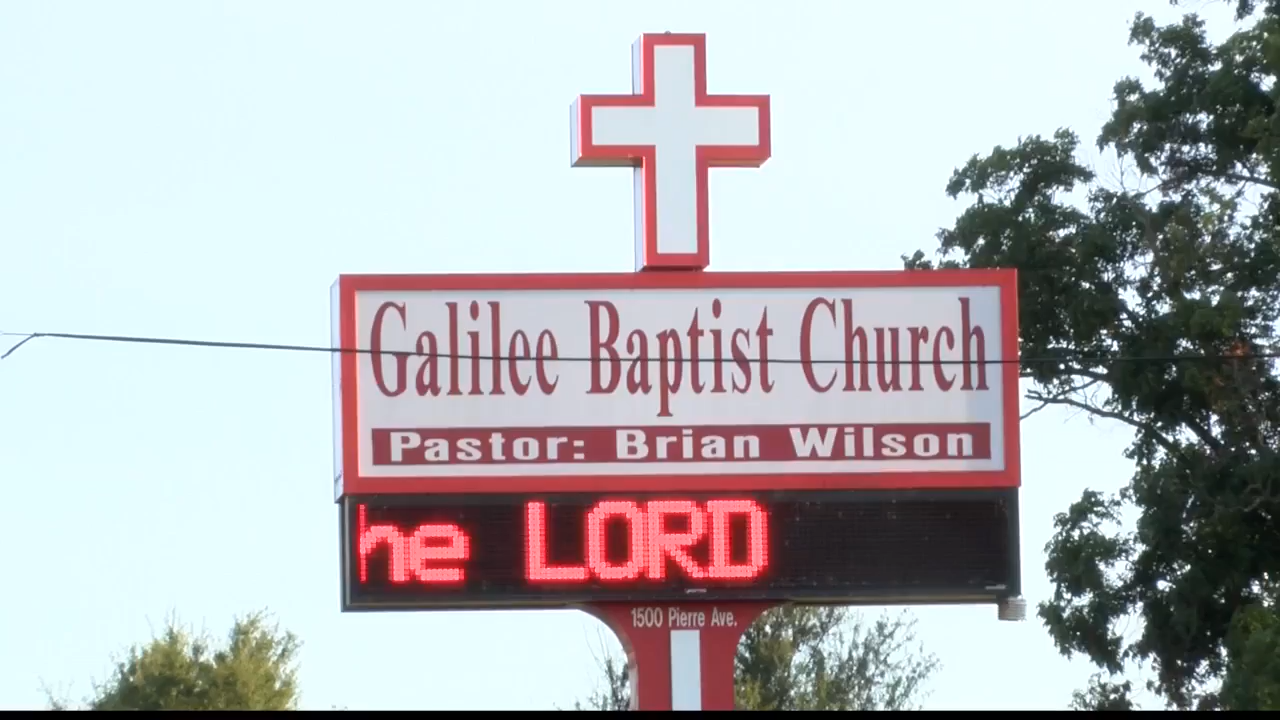 Galilee Baptist Church
Pastor: Brian Wilson
he LORD
1500 Pierre Ave.